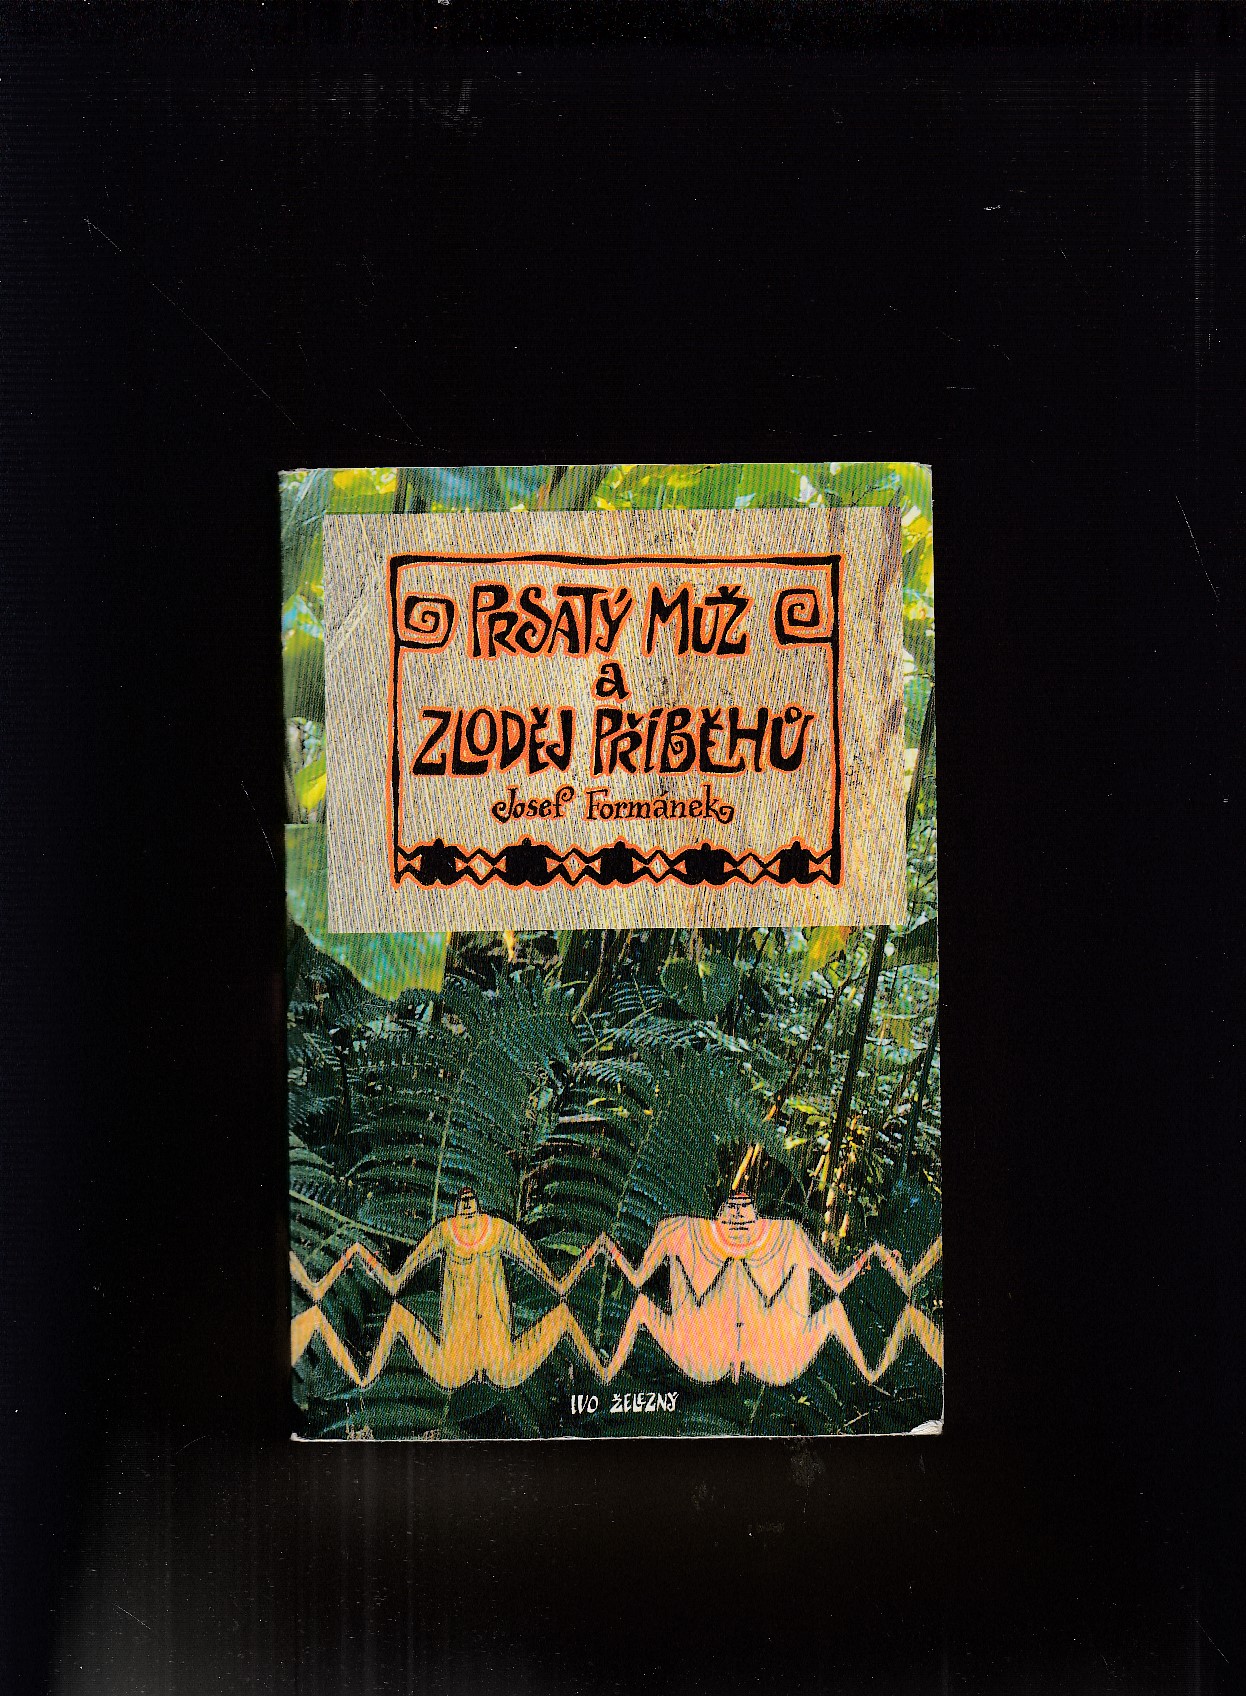 PRSATÝ MUŽ
a
ZLODĚJ PŘÍBĚHŮ
Josef Formánek
IVO ŽELEZNÝ